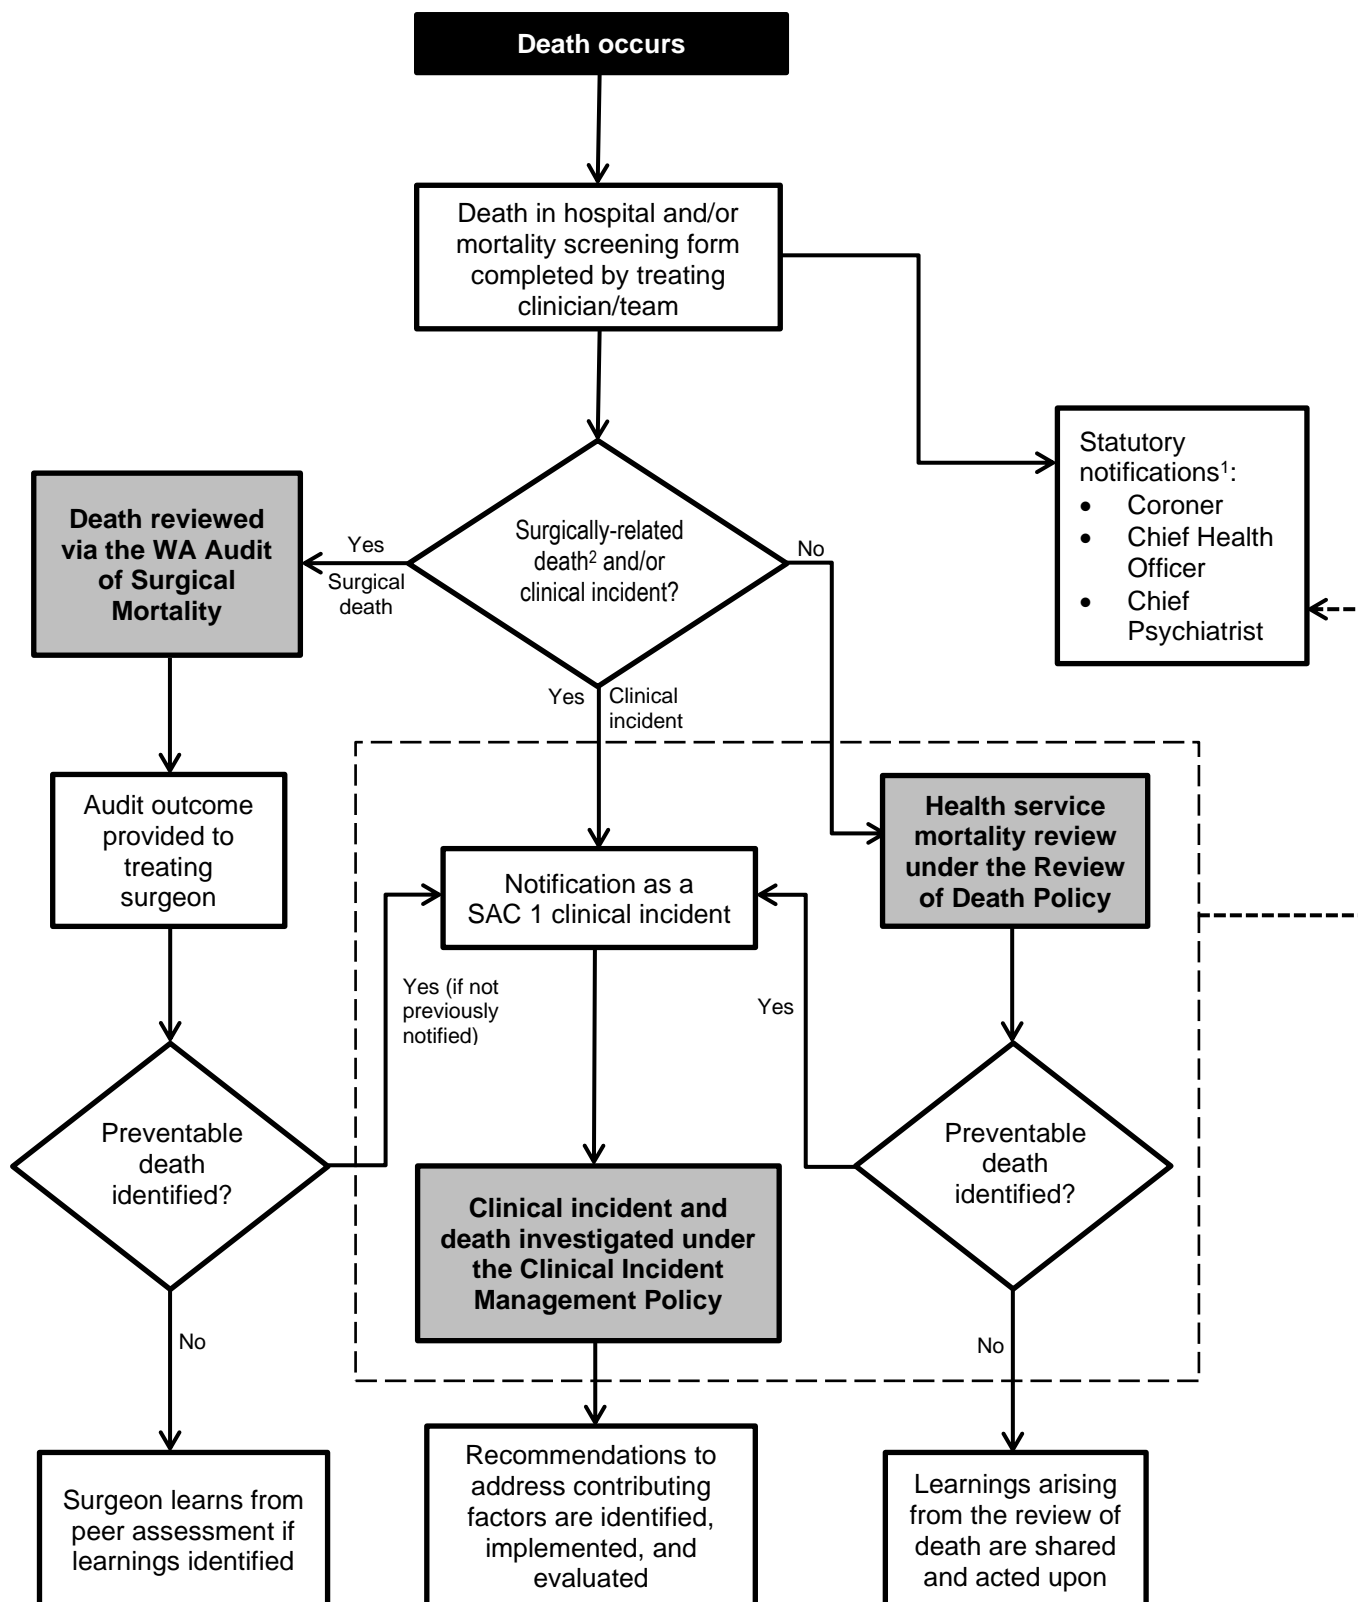 Death occurs
Death in hospital and/or
mortality screening form
completed by treating
clinician/team
Statutory
notifications¹:
• Coroner
• Chief Health
Officer
• Chief
Psychiatrist
Surgically-related
death² and/or
clinical incident?
Yes
Surgical
death
No
Yes
Clinical
incident
Death reviewed
via the WA Audit
of Surgical
Mortality
Audit outcome
provided to
treating
surgeon
Notification as a
SAC 1 clinical incident
Health service
mortality review
under the Review
of Death Policy
Yes (if not
previously
notified)
Yes
Preventable
death
identified?
Clinical incident and
death investigated under
the Clinical Incident
Management Policy
Preventable
death
identified?
No
No
Surgeon learns from
peer assessment if
learnings identified
Recommendations to
address contributing
factors are identified,
implemented, and
evaluated
Learnings arising
from the review of
death are shared
and acted upon